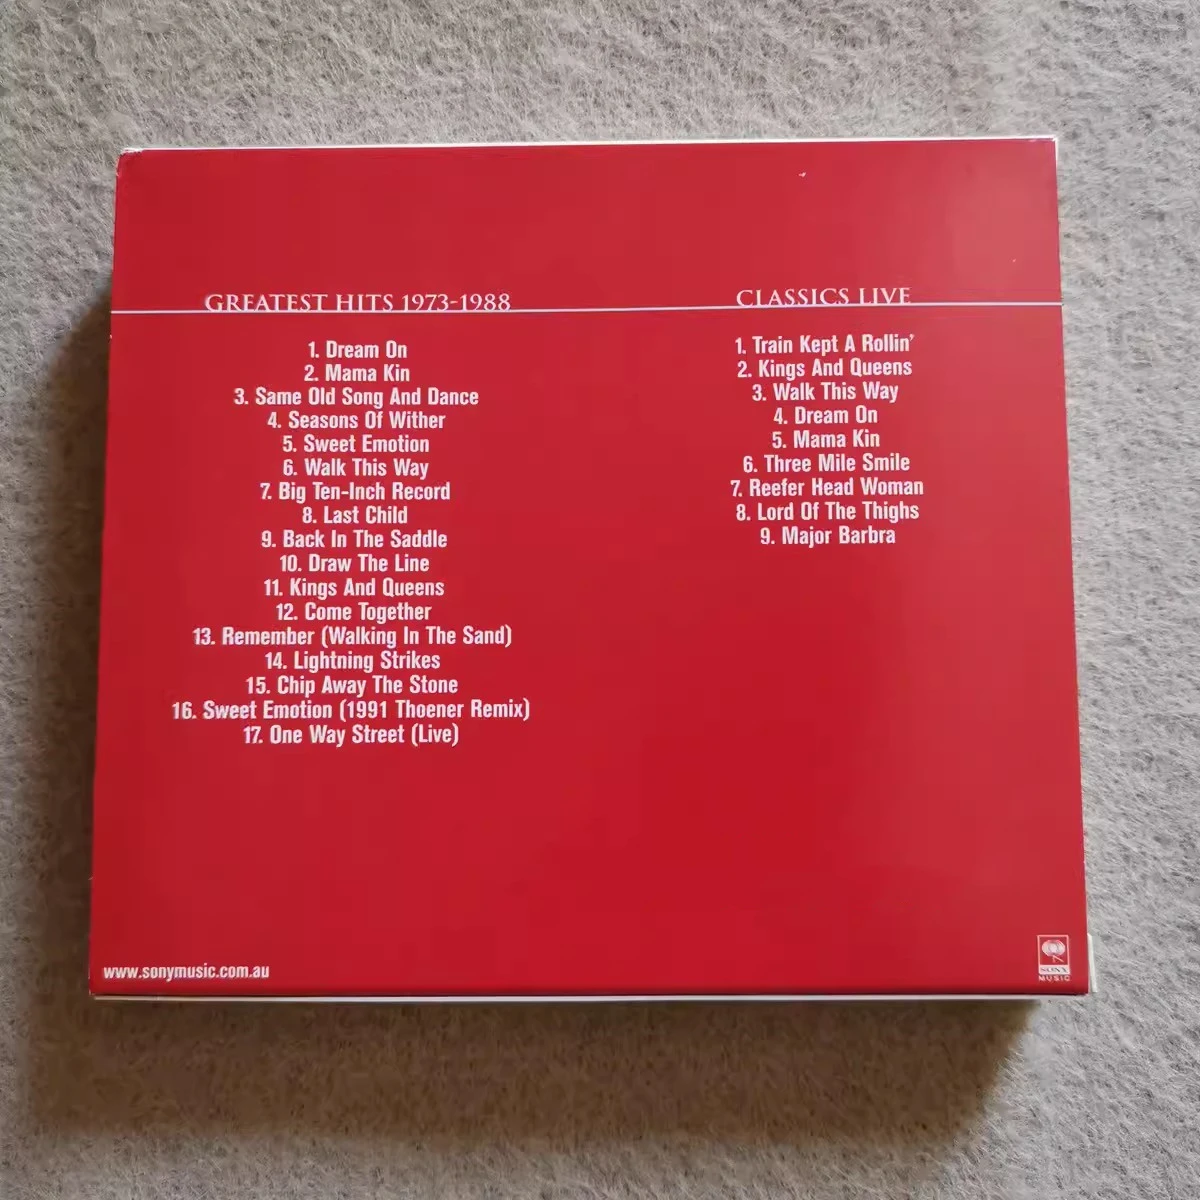 GREATEST HITS 1973-1988
1. Dream On
2. Mama Kin
3. Same Old Song And Dance
4. Seasons Of Wither
5. Sweet Emotion
6. Walk This Way
7. Big Ten-Inch Record
8. Last Child
9. Back In The Saddle
10. Draw The Line
11. Kings And Queens
12. Come Together
13. Remember (Walking In The Sand)
14. Lightning Strikes
15. Chip Away The Stone
16. Sweet Emotion (1991 Thoener Remix)
17. One Way Street (Live)
CLASSICS LIVE
1. Train Kept A Rollin'
2. Kings And Queens
3. Walk This Way
4. Dream On
5. Mama Kin
6. Three Mile Smile
7. Reefer Head Woman
8. Lord Of The Thighs
9. Major Barbra
www.sonymusic.com.au
SONY
MUSIC